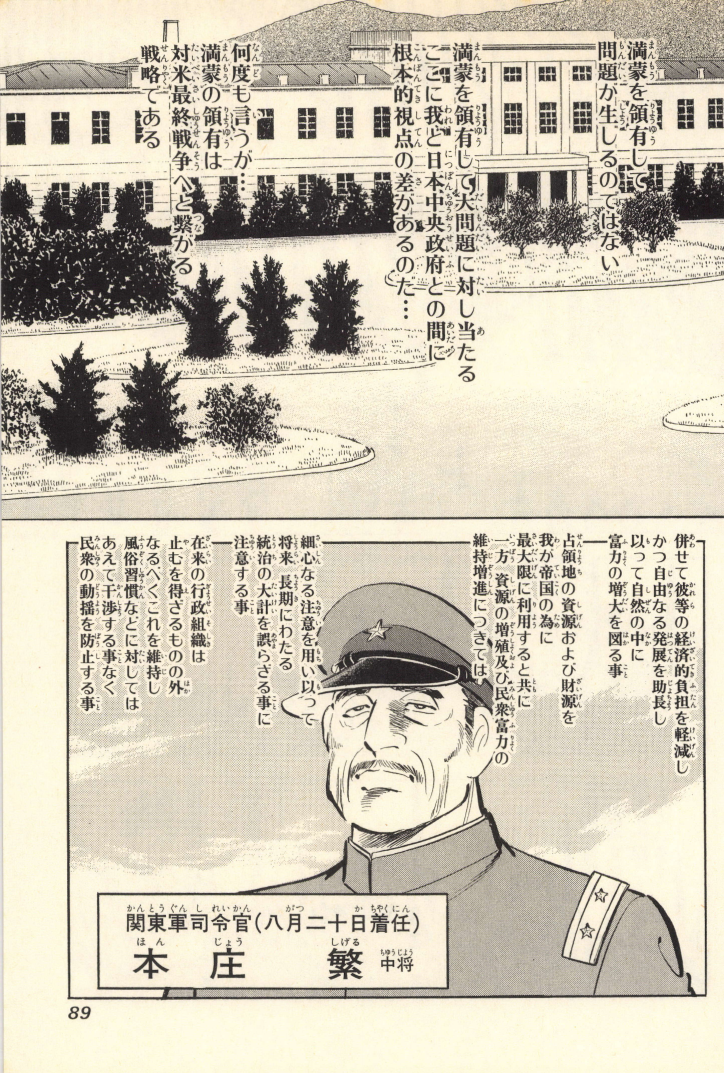 満蒙を領有して
問題が生じるのではない
満蒙を領有して大問題に対し当たる
ここに我と日本中央政府との間に
根本的視点の差があるのだ…
何度も言うが…
満蒙の領有は
対米最終戦争へと繋がる
戦略である
併せて彼等の経済的負担を軽減し
かつ自由なる発展を助長し
以って自然の中に
富力の増大を図る事
占領地の資源および財源を
我が帝国の為に
最大限に利用すると共に
一方 資源の増殖及び民衆富力の
維持増進につきては
細心なる注意を用い以って
将来 長期にわたる
統治の大計を誤らざる事に
注意する事
在来の行政組織は
止むを得ざるものの外
なるべくこれを維持し
風俗習慣などに対しては
あえて干渉する事なく
民衆の動揺を防止する事
関東軍司令官(八月二十日着任)
本庄 繁 中将
89